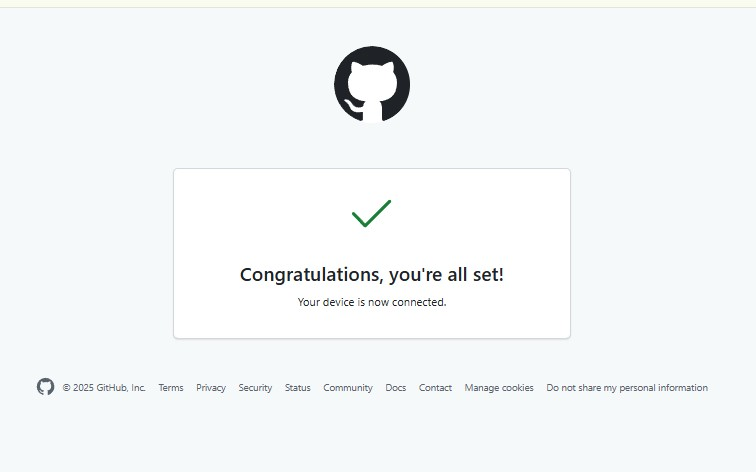 Congratulations, you're all set!
Your device is now connected.
© 2025 GitHub, Inc. Terms Privacy Security Status Community Docs Contact Manage cookies Do not share my personal information